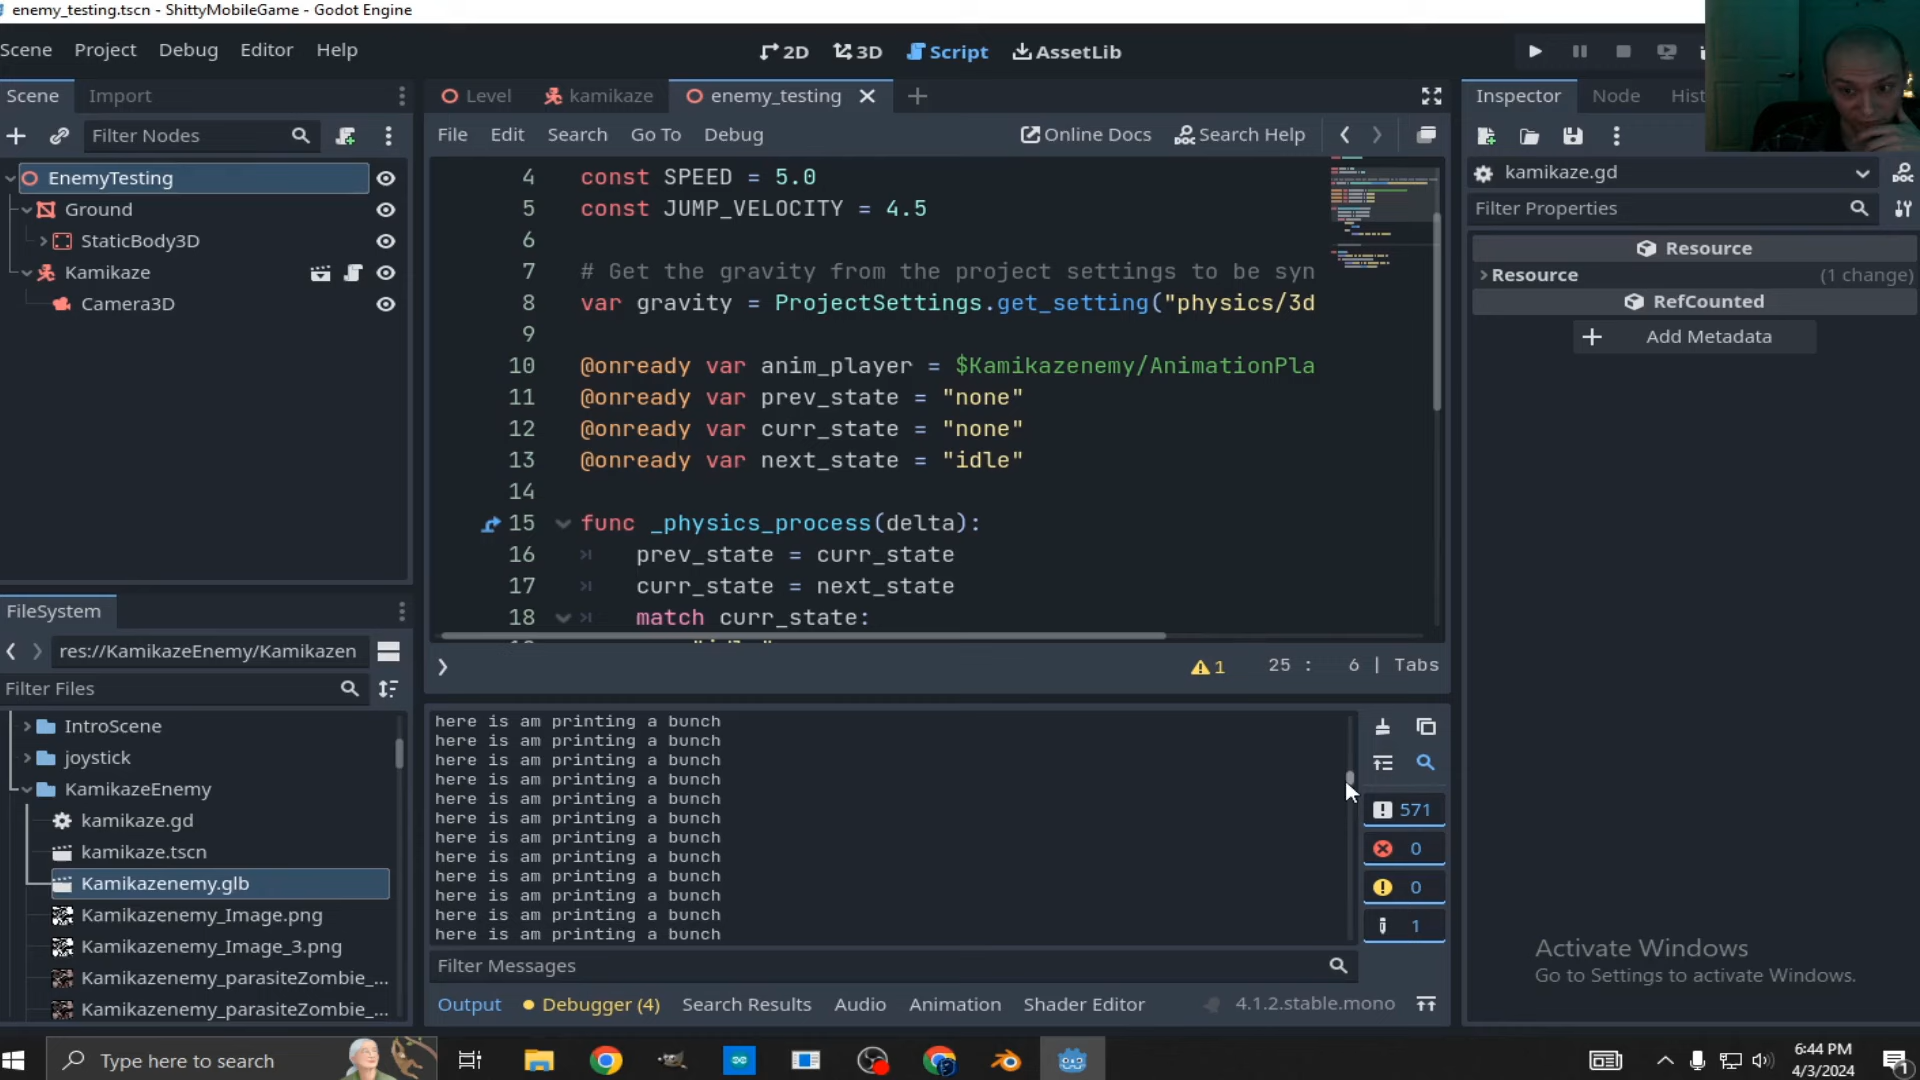 enemy_testing.tscn - ShittyMobileGame - Godot Engine
Scene Project Debug Editor Help
2D 3D Script AssetLib
Scene Import
Level kamikaze enemy_testing
Inspector Node Hist
Filter Nodes
File Edit Search Go To Debug
Online Docs Search Help
EnemyTesting
Ground
StaticBody3D
Kamikaze
Camera3D
kamikaze.gd
Filter Properties
Resource
Resource (1 change)
RefCounted
Add Metadata
4 const SPEED = 5.0
5 const JUMP_VELOCITY = 4.5
6
7 # Get the gravity from the project settings to be syn
8 var gravity = ProjectSettings.get_setting("physics/3d
9
10 @onready var anim_player = $Kamikazenemy/AnimationPla
11 @onready var prev_state = "none"
12 @onready var curr_state = "none"
13 @onready var next_state = "idle"
14
15 func _physics_process(delta):
16 prev_state = curr_state
17 curr_state = next_state
18 match curr_state:
1 25 : 6 | Tabs
FileSystem
res://KamikazeEnemy/Kamikazen
Filter Files
IntroScene
joystick
KamikazeEnemy
kamikaze.gd
kamikaze.tscn
Kamikazenemy.glb
Kamikazenemy_Image.png
Kamikazenemy_Image_3.png
Kamikazenemy_parasiteZombie_...
Kamikazenemy_parasiteZombie_...
here is am printing a bunch
here is am printing a bunch
here is am printing a bunch
here is am printing a bunch
here is am printing a bunch
here is am printing a bunch
here is am printing a bunch
here is am printing a bunch
here is am printing a bunch
here is am printing a bunch
here is am printing a bunch
here is am printing a bunch
571
0
0
1
Filter Messages
Output Debugger (4) Search Results Audio Animation Shader Editor 4.1.2.stable.mono
Activate Windows
Go to Settings to activate Windows.
Type here to search
6:44 PM
4/3/2024
1